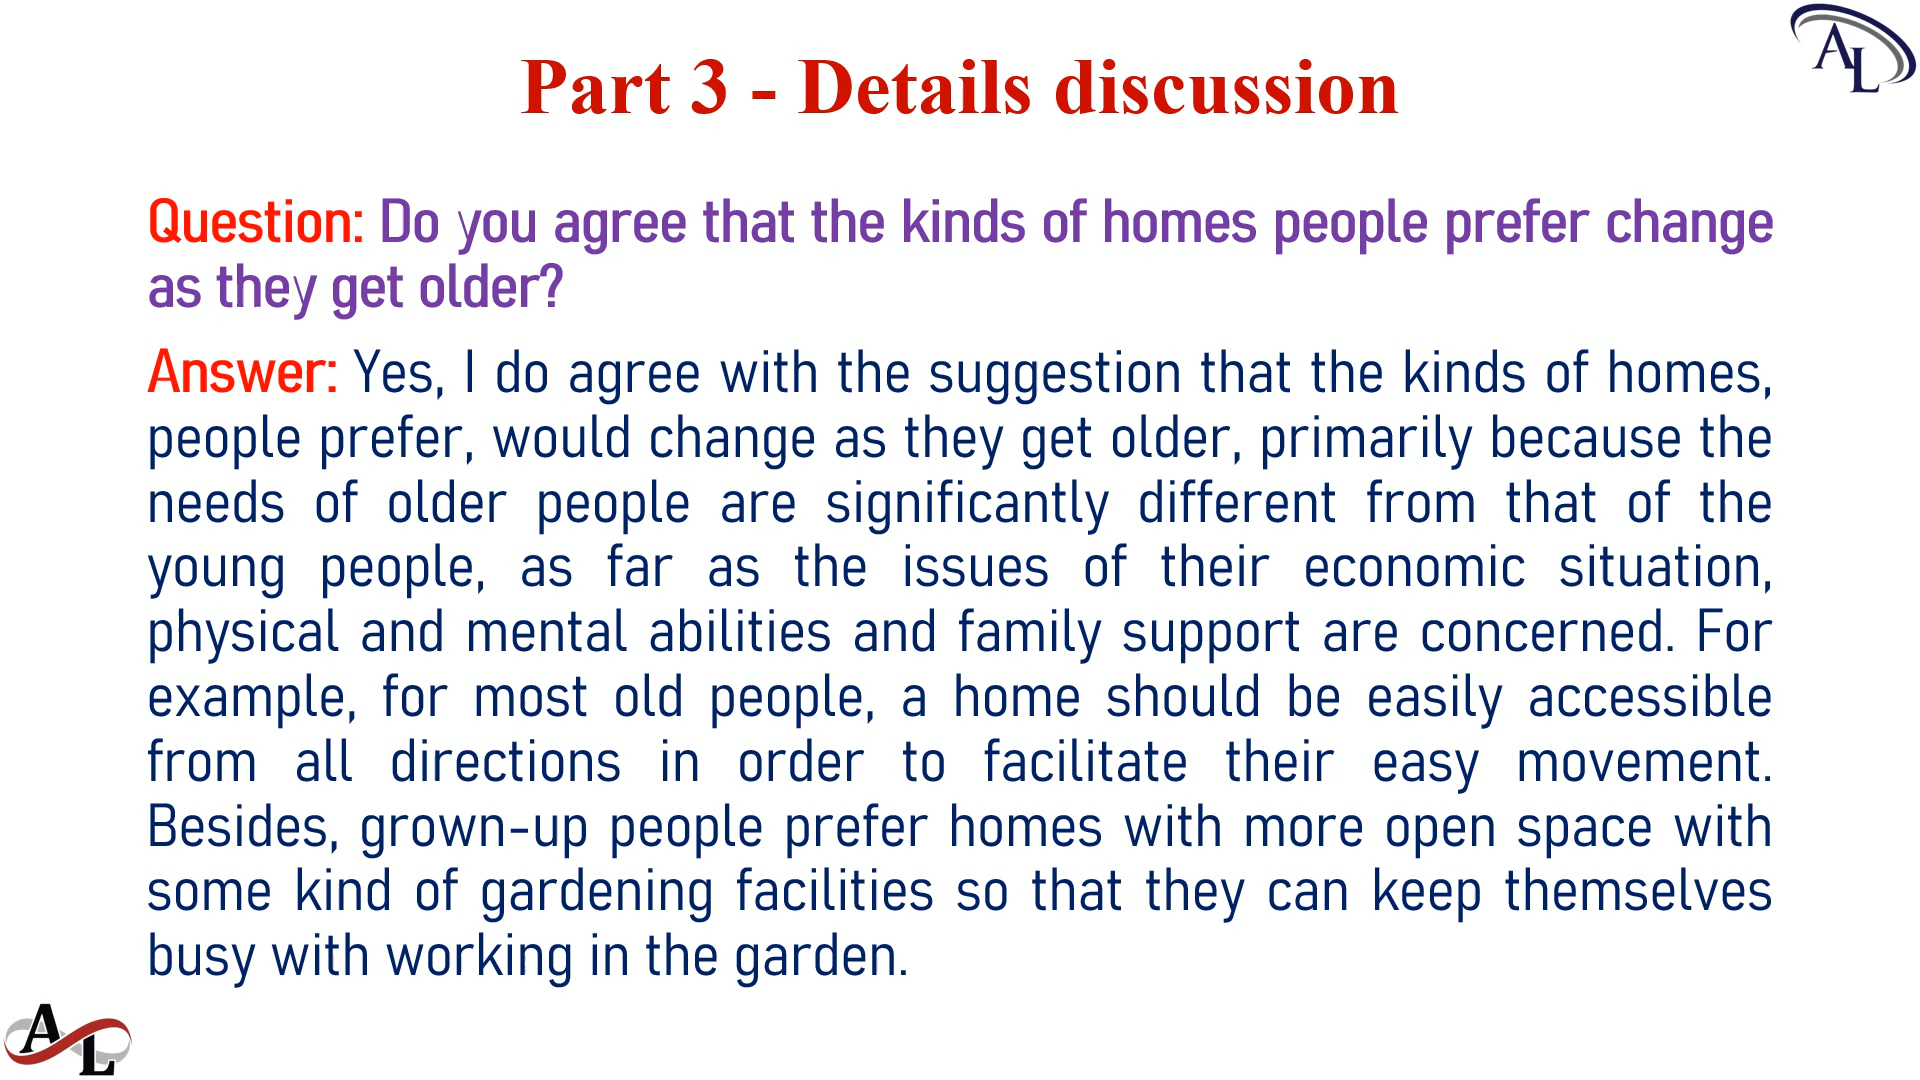 AL
Part 3 - Details discussion
Question: Do you agree that the kinds of homes people prefer change
as they get older?
Answer: Yes, I do agree with the suggestion that the kinds of homes,
people prefer, would change as they get older, primarily because the
needs of older people are significantly different from that of the
young people, as far as the issues of their economic situation,
physical and mental abilities and family support are concerned. For
example, for most old people, a home should be easily accessible
from all directions in order to facilitate their easy movement.
Besides, grown-up people prefer homes with more open space with
some kind of gardening facilities so that they can keep themselves
busy with working in the garden.
AL